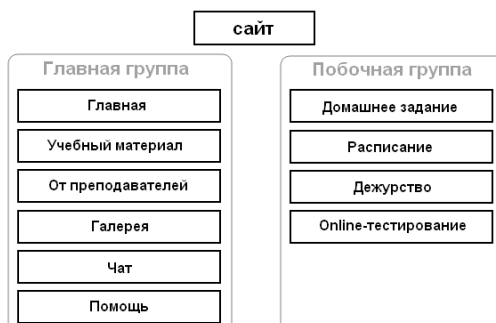 сайт
Главная группа
Главная
Учебный материал
От преподавателей
Галерея
Чат
Помощь
Побочная группа
Домашнее задание
Расписание
Дежурство
Online-тестирование